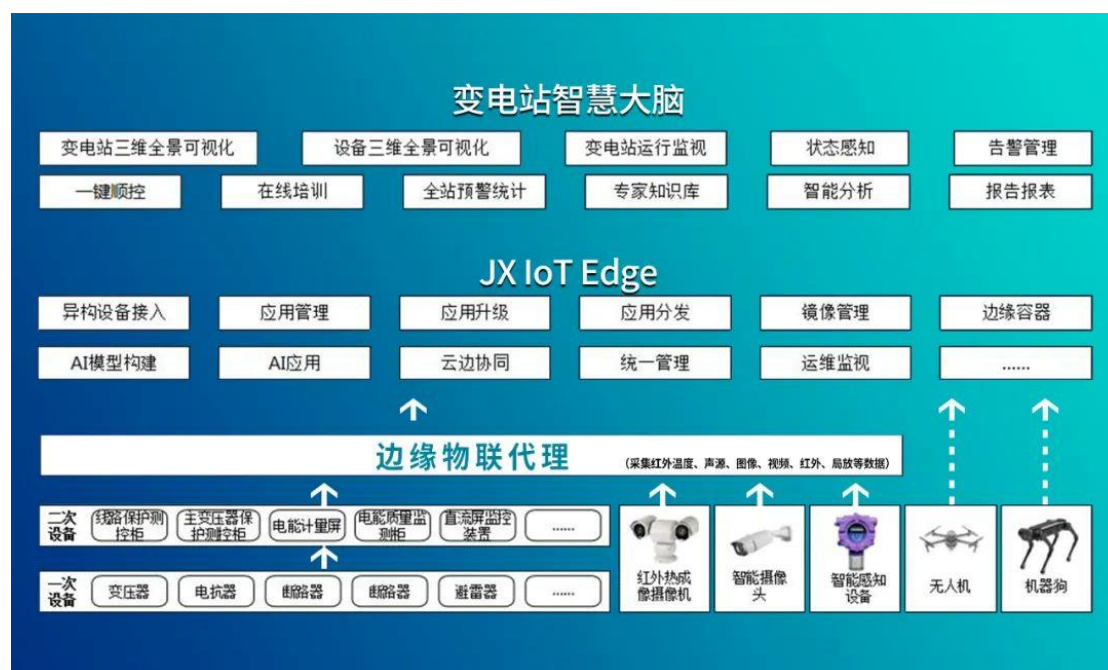 变电站智慧大脑
变电站三维全景可视化 设备三维全景可视化 变电站运行监视 状态感知 告警管理
一键顺控 在线培训 全站预警统计 专家知识库 智能分析 报告报表
JX IoT Edge
异构设备接入 应用管理 应用升级 应用分发 镜像管理 边缘容器
AI模型构建 AI应用 云边协同 统一管理 运维监视 ......
边缘物联代理 (采集红外温度、声源、图像、视频、红外、局放等数据)
二次
设备
线路保护测
控柜
主变压器保
护测控柜
电能计量屏
电能质量监
测柜
直流屏监控
装置
......
一次
设备
变压器 电抗器 断路器 断路器 避雷器 ......
红外热成
像摄像机
智能摄像
头
智能感知
设备
无人机
机器狗